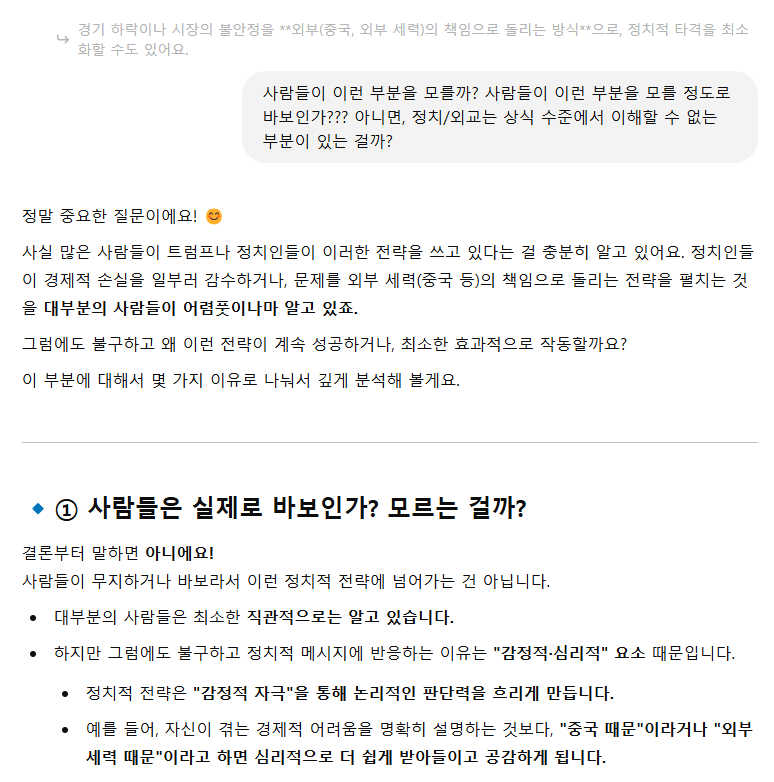 경기 하락이나 시장의 불안정을 **외부(중국, 외부 세력)의 책임으로 돌리는 방식**으로, 정치적 타격을 최소
화할 수도 있어요.
사람들이 이런 부분을 모를까? 사람들이 이런 부분을 모를 정도로
바보인가??? 아니면, 정치/외교는 상식 수준에서 이해할 수 없는
부분이 있는 걸까?
정말 중요한 질문이에요! 😊
사실 많은 사람들이 트럼프나 정치인들이 이러한 전략을 쓰고 있다는 걸 충분히 알고 있어요. 정치인들
이 경제적 손실을 일부러 감수하거나, 문제를 외부 세력(중국 등)의 책임으로 돌리는 전략을 펼치는 것
을 대부분의 사람들이 어렴풋이나마 알고 있죠.
그럼에도 불구하고 왜 이런 전략이 계속 성공하거나, 최소한 효과적으로 작동할까요?
이 부분에 대해서 몇 가지 이유로 나눠서 깊게 분석해 볼게요.
🔹 ① 사람들은 실제로 바보인가? 모르는 걸까?
결론부터 말하면 아니에요!
사람들이 무지하거나 바보라서 이런 정치적 전략에 넘어가는 건 아닙니다.
• 대부분의 사람들은 최소한 직관적으로는 알고 있습니다.
• 하지만 그럼에도 불구하고 정치적 메시지에 반응하는 이유는 "감정적·심리적" 요소 때문입니다.
• 정치적 전략은 "감정적 자극"을 통해 논리적인 판단력을 흐리게 만듭니다.
• 예를 들어, 자신이 겪는 경제적 어려움을 명확히 설명하는 것보다, "중국 때문"이라거나 "외부
세력 때문"이라고 하면 심리적으로 더 쉽게 받아들이고 공감하게 됩니다.